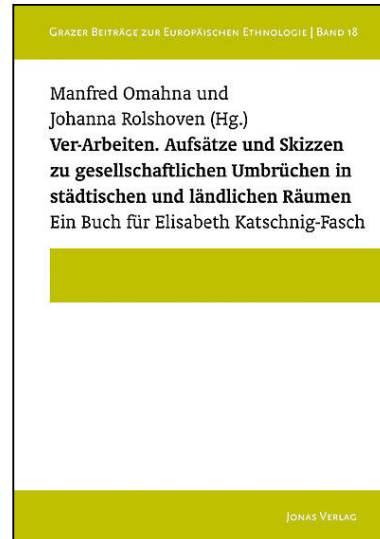 Grazer Beiträge zur Europäischen Ethnologie | Band 18
Manfred Omahna und
Johanna Rolshoven (Hg.)
Ver-Arbeiten. Aufsätze und Skizzen
zu gesellschaftlichen Umbrüchen in
städtischen und ländlichen Räumen
Ein Buch für Elisabeth Katschnig-Fasch
Jonas Verlag